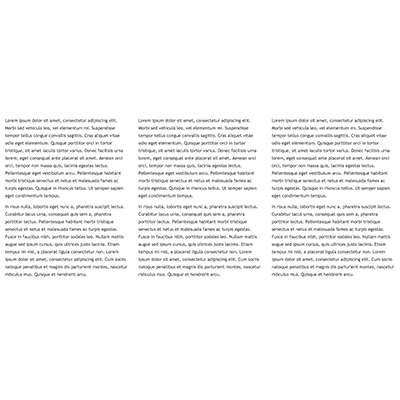 Lorem ipsum dolor sit amet, consectetur adipiscing elit.
Morbi sed vehicula leo, vel elementum mi. Suspendisse
tempus diam eu convallis sagittis. Cras aliquet vitae
odio eget elementum. Quisque porttitor orci in tortor
tristique, sit amet iaculis tortor varius. Donec facilisis urna
lorem, eget consequat ante placerat sit amet. Aenean orci
orci, tempor non massa quis, lacinia egestas lectus.
Pellentesque eget vestibulum arcu. Pellentesque habitant
morbi tristique senectus et netus et malesuada fames ac
turpis egestas. Quisque in rhoncus tellus. Ut semper sapien
eget condimentum tempus.
In risus nulla, lobortis eget nunc a, pharetra suscipit lectus.
Curabitur lacus urna, consequat quis sem a, pharetra
porttitor lectus. Pellentesque habitant morbi tristique
senectus et netus et malesuada fames ac turpis egestas.
Fusce in faucibus nibh, porttitor sodales leo. Nullam mattis
augue sed ipsum cursus, quis ultrices justo lacinia. Etiam
tempus mi nisl, a placerat ligula consectetur non. Lorem
ipsum dolor sit amet, consectetur adipiscing elit. Cum sociis
natoque penatibus et magnis dis parturient montes, nascetur
ridiculus mus. Quisque et hendrerit arcu.
Lorem ipsum dolor sit amet, consectetur adipiscing elit.
Morbi sed vehicula leo, vel elementum mi. Suspendisse
tempus diam eu convallis sagittis. Cras aliquet vitae
odio eget elementum. Quisque porttitor orci in tortor
tristique, sit amet iaculis tortor varius. Donec facilisis urna
lorem, eget consequat ante placerat sit amet. Aenean orci
orci, tempor non massa quis, lacinia egestas lectus.
Pellentesque eget vestibulum arcu. Pellentesque habitant
morbi tristique senectus et netus et malesuada fames ac
turpis egestas. Quisque in rhoncus tellus. Ut semper sapien
eget condimentum tempus.
In risus nulla, lobortis eget nunc a, pharetra suscipit lectus.
Curabitur lacus urna, consequat quis sem a, pharetra
porttitor lectus. Pellentesque habitant morbi tristique
senectus et netus et malesuada fames ac turpis egestas.
Fusce in faucibus nibh, porttitor sodales leo. Nullam mattis
augue sed ipsum cursus, quis ultrices justo lacinia. Etiam
tempus mi nisl, a placerat ligula consectetur non. Lorem
ipsum dolor sit amet, consectetur adipiscing elit. Cum sociis
natoque penatibus et magnis dis parturient montes, nascetur
ridiculus mus. Quisque et hendrerit arcu.
Lorem ipsum dolor sit amet, consectetur adipiscing elit.
Morbi sed vehicula leo, vel elementum mi. Suspendisse
tempus diam eu convallis sagittis. Cras aliquet vitae
odio eget elementum. Quisque porttitor orci in tortor
tristique, sit amet iaculis tortor varius. Donec facilisis urna
lorem, eget consequat ante placerat sit amet. Aenean orci
orci, tempor non massa quis, lacinia egestas lectus.
Pellentesque eget vestibulum arcu. Pellentesque habitant
morbi tristique senectus et netus et malesuada fames ac
turpis egestas. Quisque in rhoncus tellus. Ut semper sapien
eget condimentum tempus.
In risus nulla, lobortis eget nunc a, pharetra suscipit lectus.
Curabitur lacus urna, consequat quis sem a, pharetra
porttitor lectus. Pellentesque habitant morbi tristique
senectus et netus et malesuada fames ac turpis egestas.
Fusce in faucibus nibh, porttitor sodales leo. Nullam mattis
augue sed ipsum cursus, quis ultrices justo lacinia. Etiam
tempus mi nisl, a placerat ligula consectetur non. Lorem
ipsum dolor sit amet, consectetur adipiscing elit. Cum sociis
natoque penatibus et magnis dis parturient montes, nascetur
ridiculus mus. Quisque et hendrerit arcu.